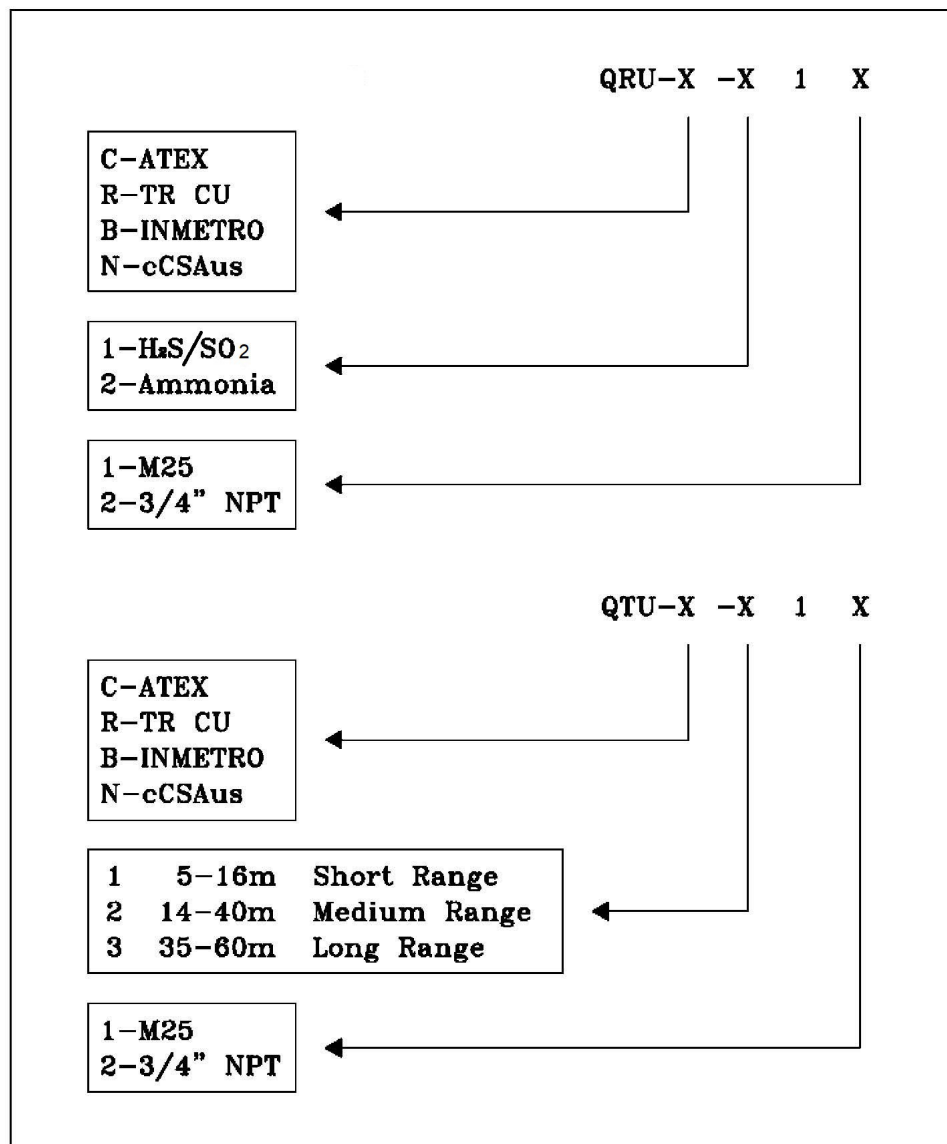 QRU-X -X 1 X
C-ATEX
R-TR CU
B-INMETRO
N-cCSAus
1-H₂S/SO₂
2-Ammonia
1-M25
2-3/4" NPT
QTU-X -X 1 X
C-ATEX
R-TR CU
B-INMETRO
N-cCSAus
1 5-16m Short Range
2 14-40m Medium Range
3 35-60m Long Range
1-M25
2-3/4" NPT